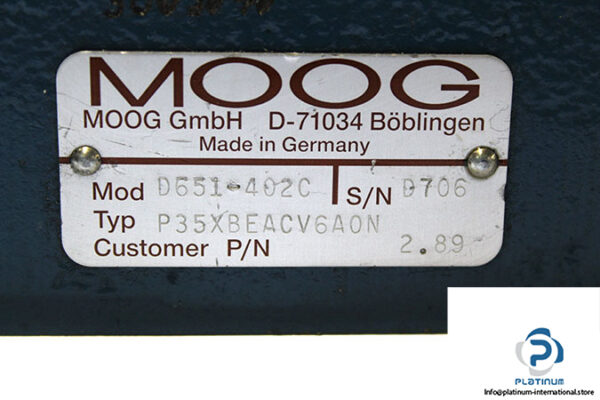 MOOG
MOOG GmbH D-71034 Böblingen
Made in Germany
Mod D651-402C S/N D706
Typ P35XBEACV6A0N
Customer P/N 2.89
PLATINUM
Info@platinum-international.store